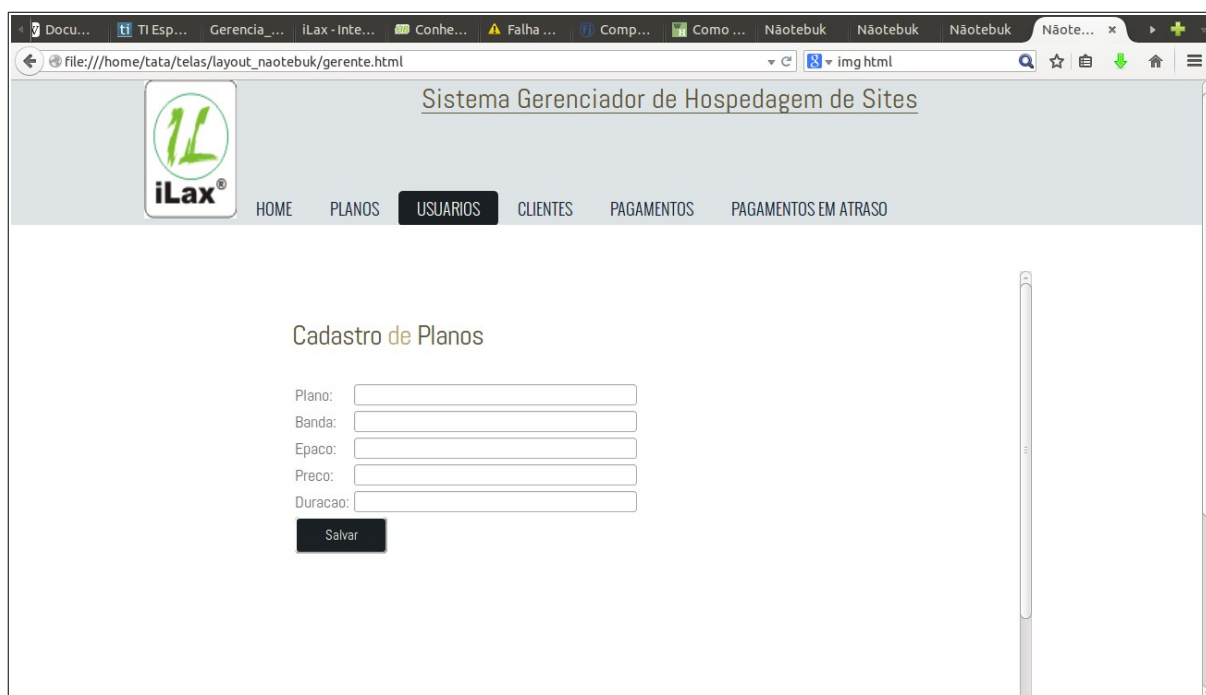 Docu... TI Esp... Gerencia_... iLax - Inte... Conhe... Falha ... Comp... Como ... Nãotebuk Nãotebuk Nãotebuk Nãote...
file:///home/tata/telas/layout_naotebuk/gerente.html img html
Sistema Gerenciador de Hospedagem de Sites
iLax®
HOME PLANOS USUARIOS CLIENTES PAGAMENTOS PAGAMENTOS EM ATRASO
Cadastro de Planos
Plano:
Banda:
Epaco:
Preco:
Duracao:
Salvar